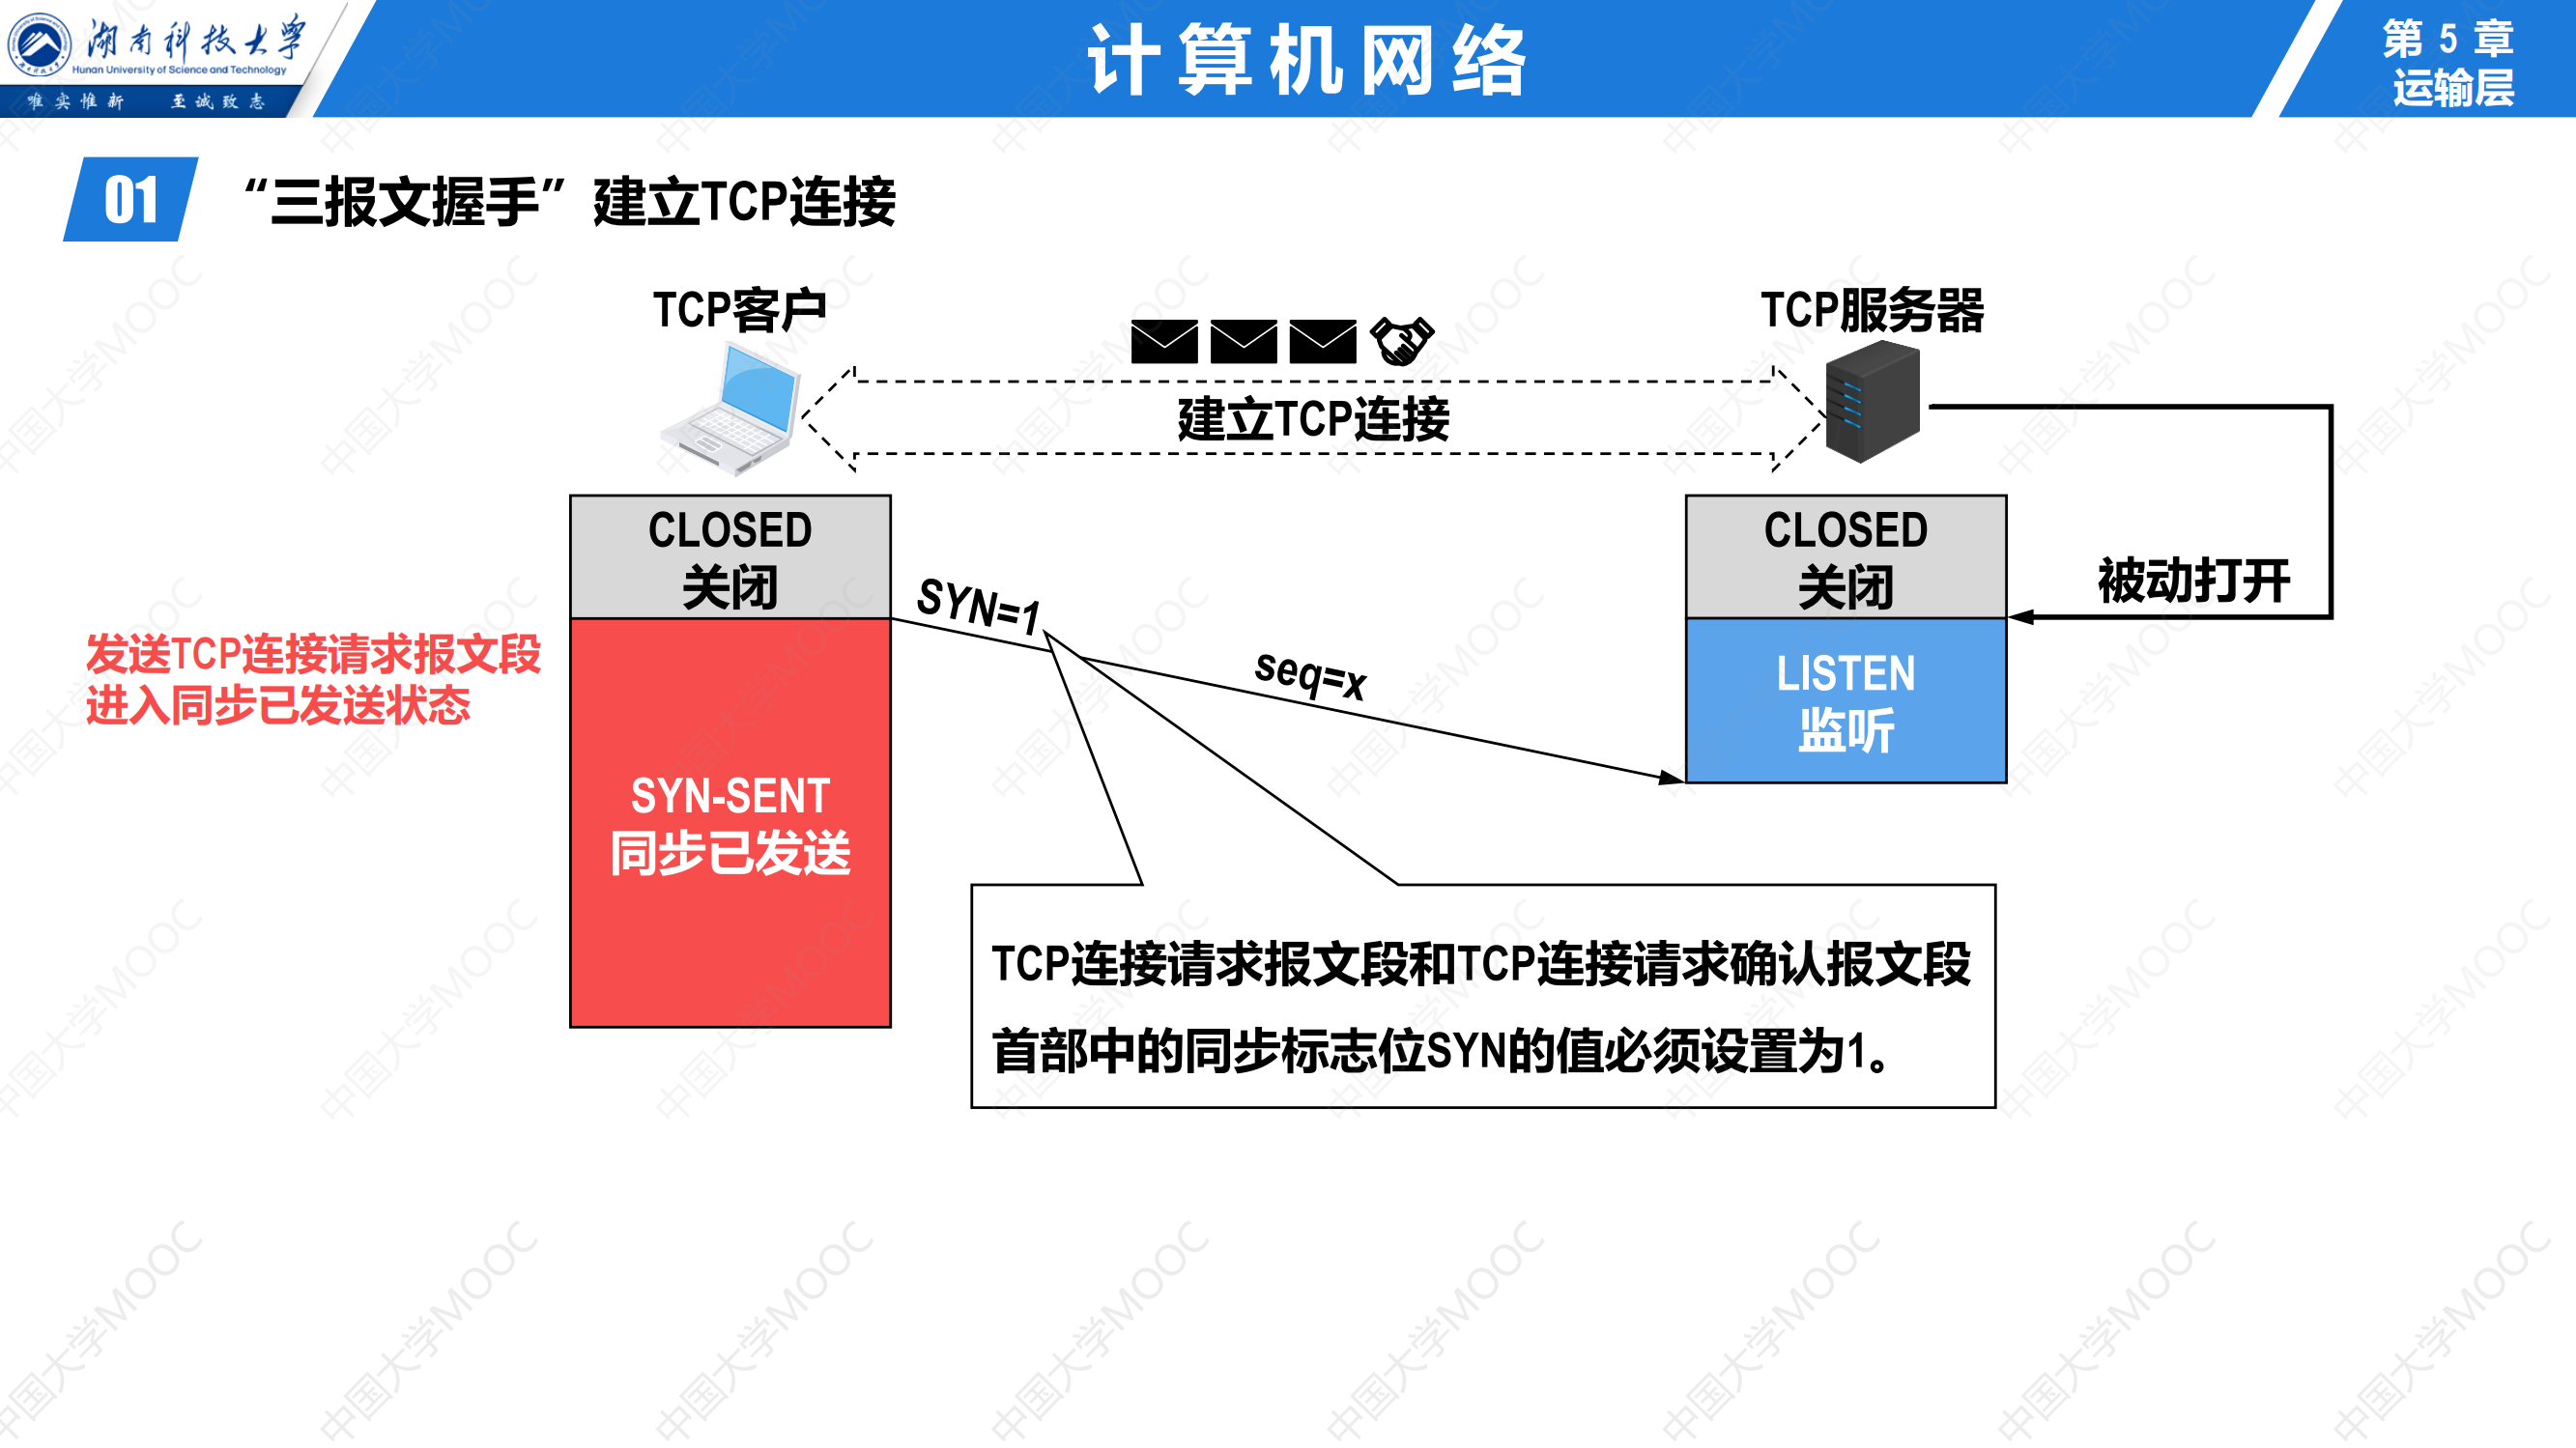 湖南科技大学
Hunan University of Science and Technology
唯实惟新 至诚致志
计算机网络
第 5 章
运输层
01
“三报文握手”建立TCP连接
TCP客户
TCP服务器
建立TCP连接
CLOSED
关闭
CLOSED
关闭
被动打开
SYN=1
seq=x
发送TCP连接请求报文段
进入同步已发送状态
LISTEN
监听
SYN-SENT
同步已发送
TCP连接请求报文段和TCP连接请求确认报文段
首部中的同步标志位SYN的值必须设置为1。
中国大学MOOC